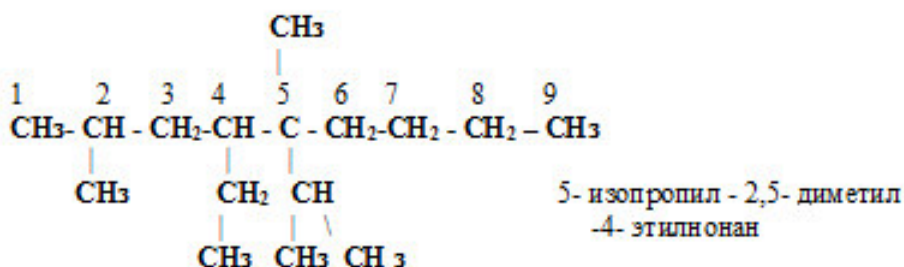 CH₃
1 2 3 4 5 6 7 8 9
CH₃- CH - CH₂-CH - C - CH₂-CH₂ - CH₂ – CH₃
CH₃ CH₂ CH 5- изопропил - 2,5- диметил
-4- этилнонан
CH₃ CH₃ CH₃